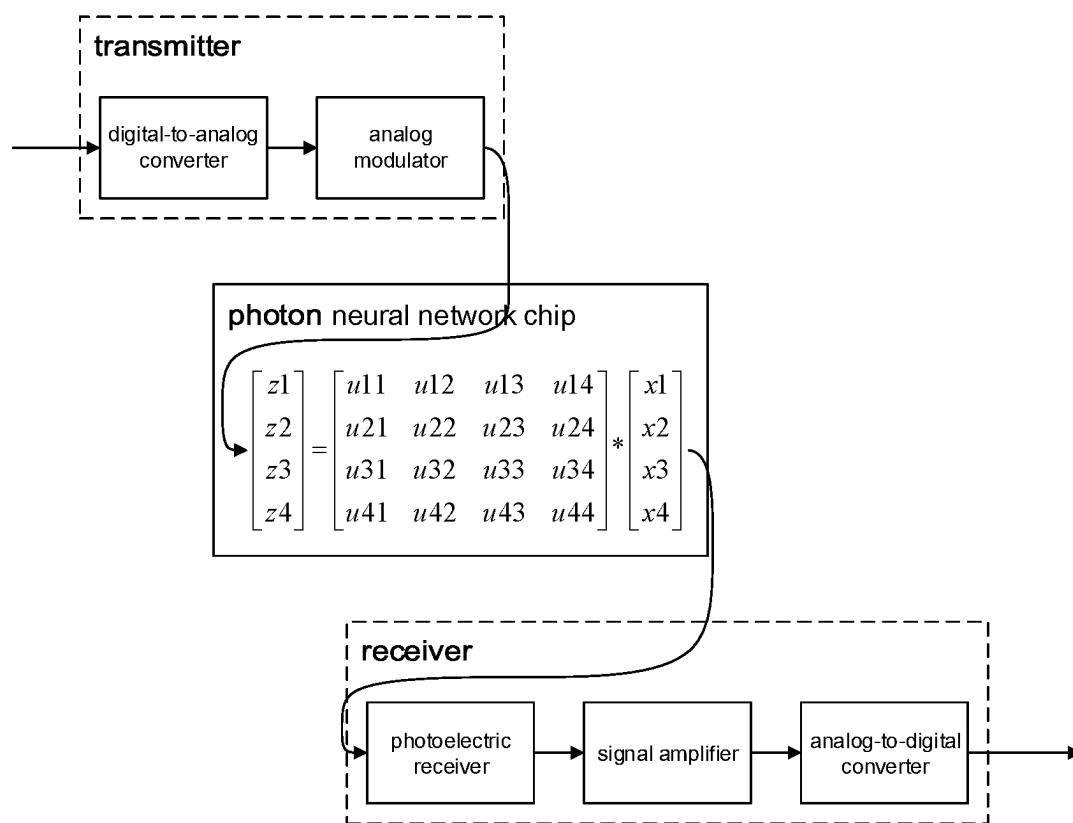 transmitter
digital-to-analog
converter
analog
modulator
photon neural network chip
z1 u11 u12 u13 u14 x1
z2 u21 u22 u23 u24 x2
= *
z3 u31 u32 u33 u34 x3
z4 u41 u42 u43 u44 x4
receiver
photoelectric
receiver
signal amplifier
analog-to-digital
converter